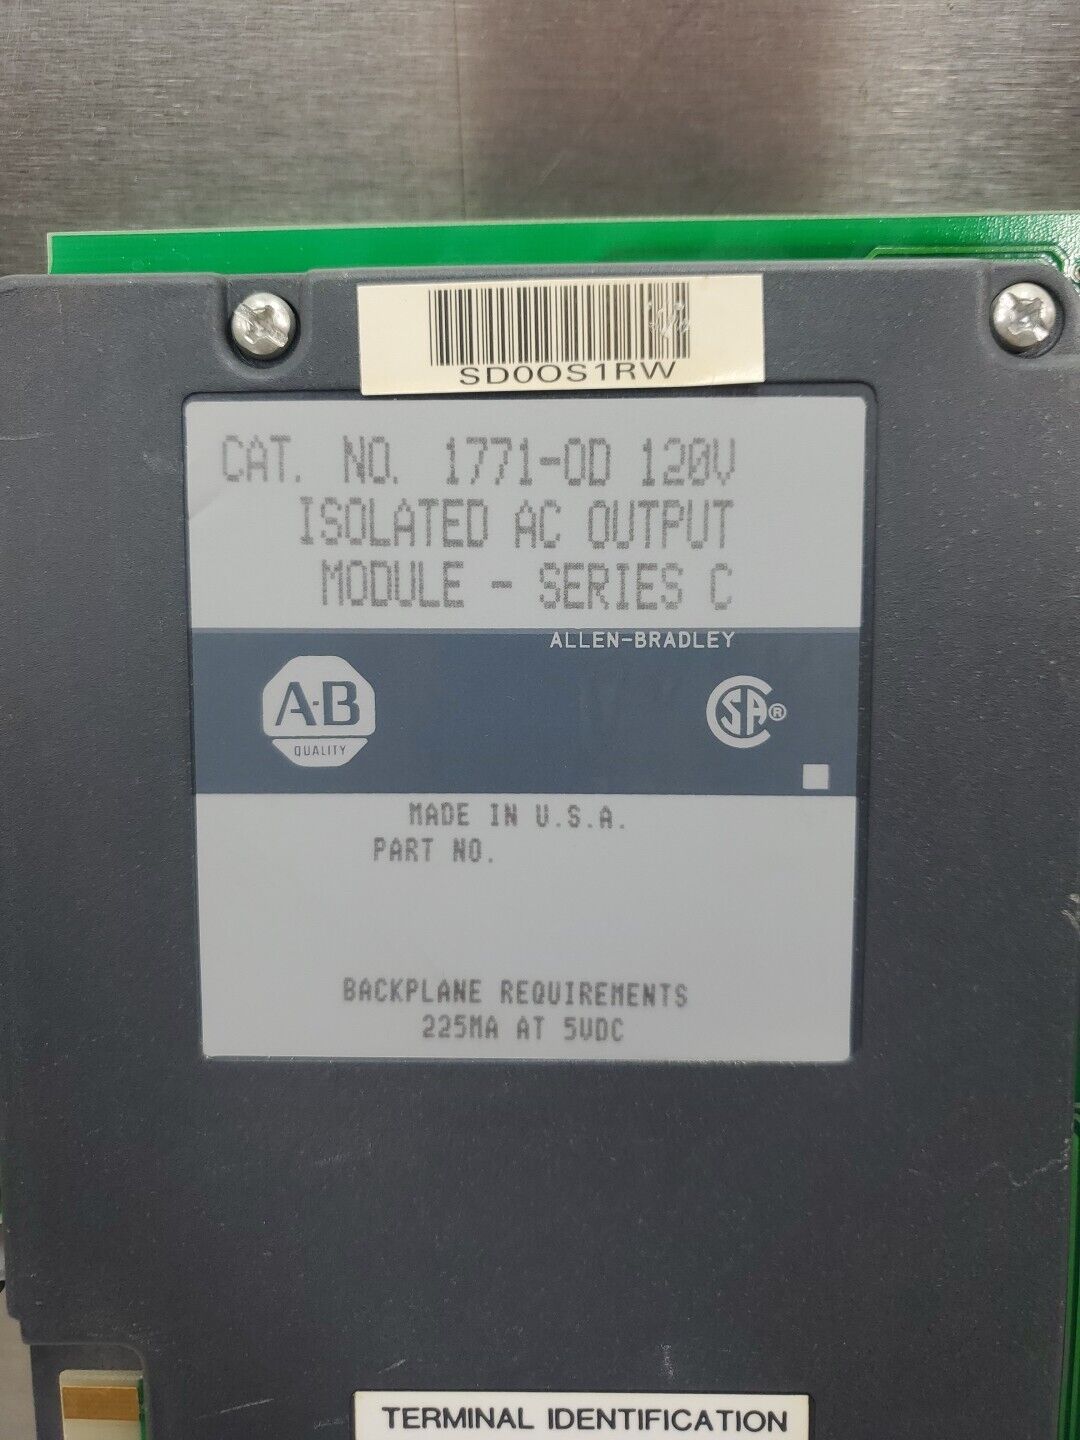 SD0OS1RW
CAT. NO. 1771-OD 120V
ISOLATED AC OUTPUT
MODULE - SERIES C
ALLEN-BRADLEY
A-B
QUALITY
SA®
MADE IN U.S.A.
PART NO.
BACKPLANE REQUIREMENTS
225MA AT 5VDC
TERMINAL IDENTIFICATION